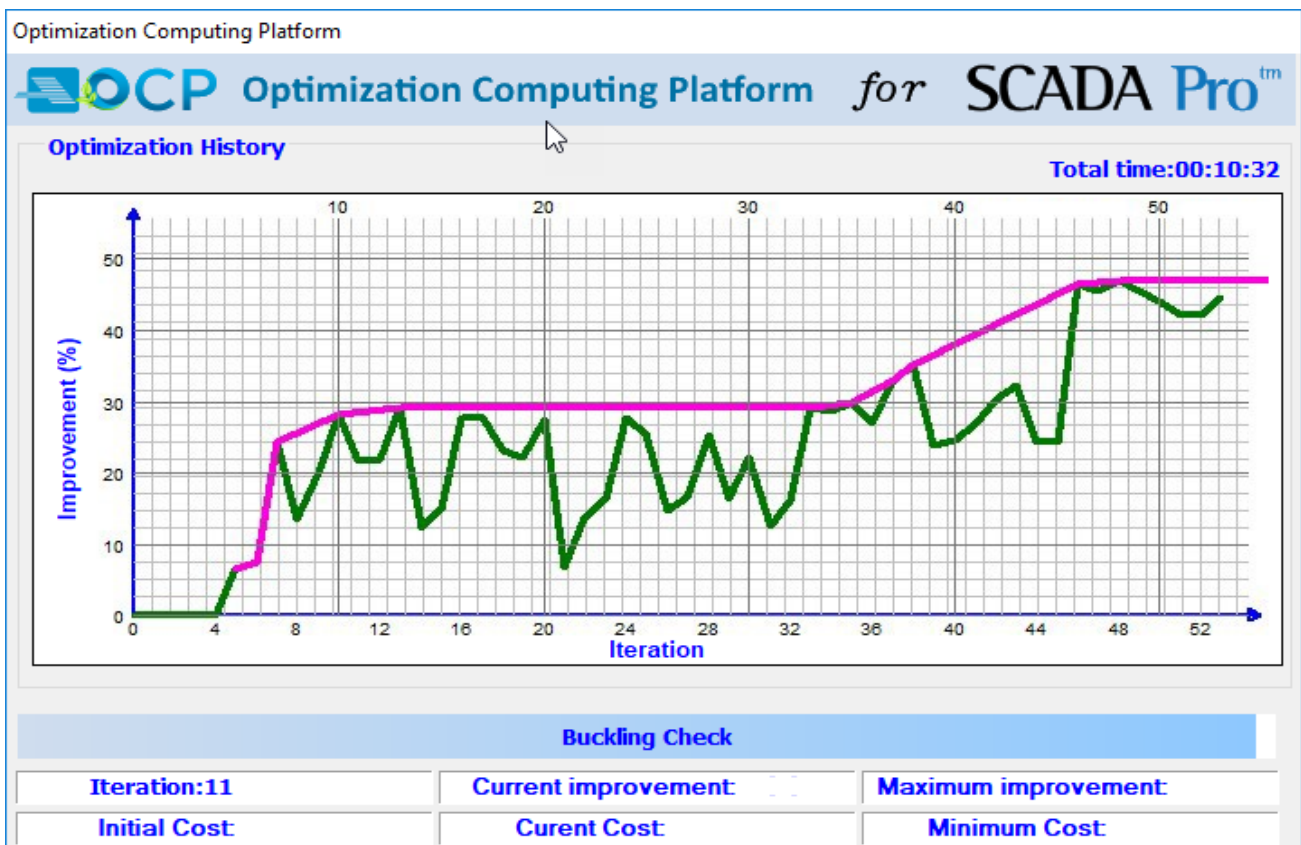 Optimization Computing Platform
OCP Optimization Computing Platform for SCADA Pro™
Optimization History
Total time:00:10:32
10 20 30 40 50
50
40
30
20
10
0
Improvement (%)
0 4 8 12 16 20 24 28 32 36 40 44 48 52
Iteration
Buckling Check
Iteration:11 Current improvement: Maximum improvement:
Initial Cost: Curent Cost: Minimum Cost: